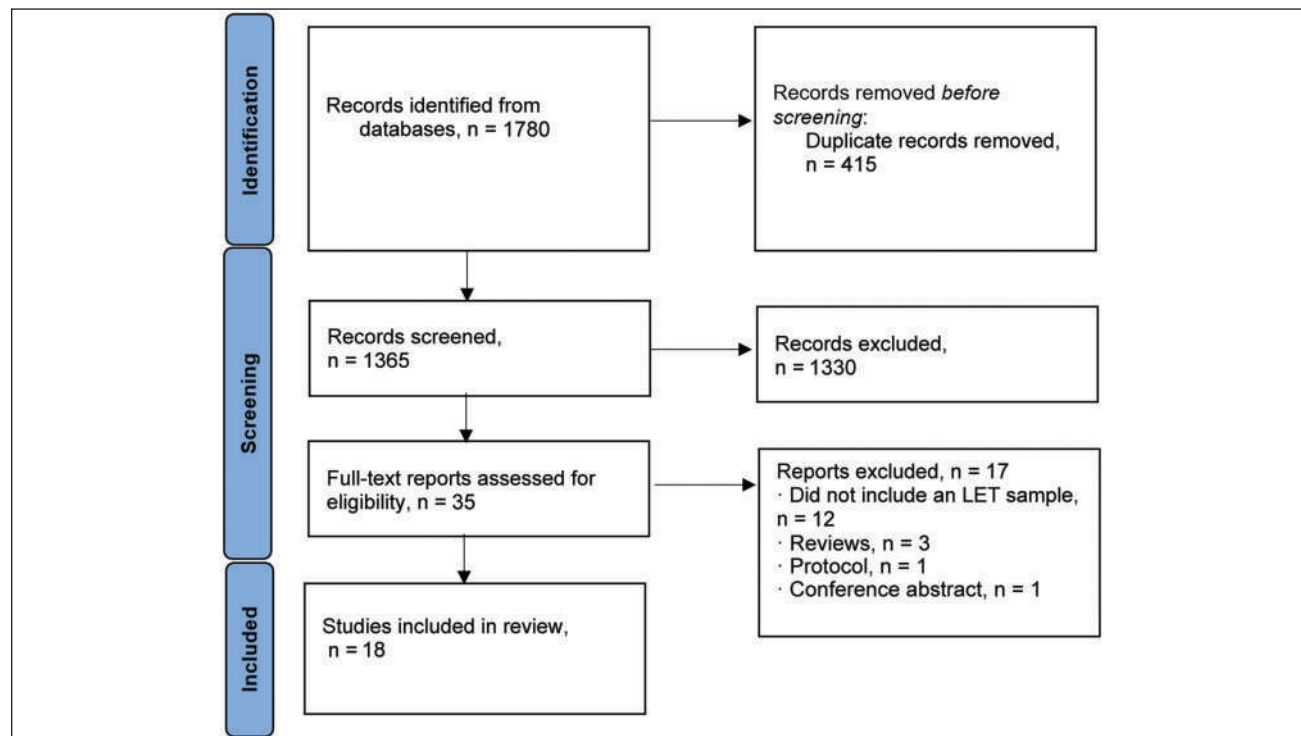 Identification
Records identified from
databases, n = 1780
Records removed before
screening:
Duplicate records removed,
n = 415
Screening
Records screened,
n = 1365
Records excluded,
n = 1330
Full-text reports assessed for
eligibility, n = 35
Reports excluded, n = 17
· Did not include an LET sample,
n = 12
· Reviews, n = 3
· Protocol, n = 1
· Conference abstract, n = 1
Included
Studies included in review,
n = 18